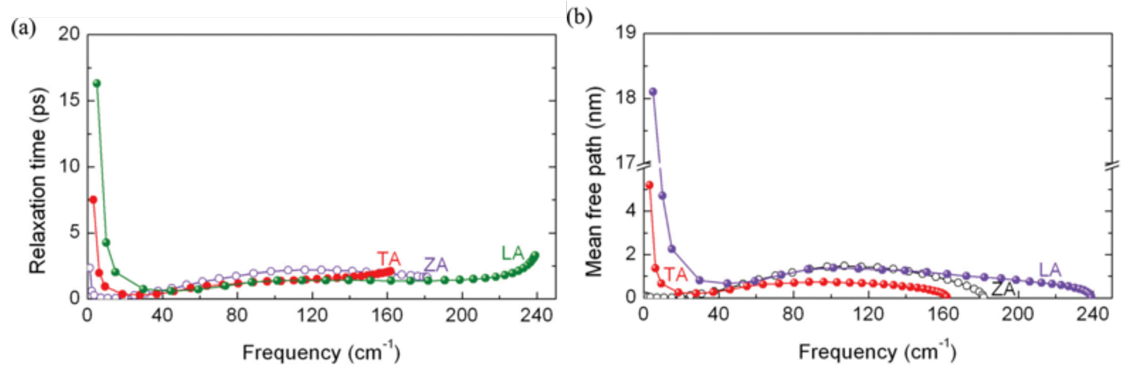 (a)
20
15
10
5
0
Relaxation time (ps)
TA
ZA
LA
0 40 80 120 160 200 240
Frequency (cm⁻¹)
(b)
19
18
17
4
2
0
Mean free path (nm)
TA
LA
ZA
0 40 80 120 160 200 240
Frequency (cm⁻¹)